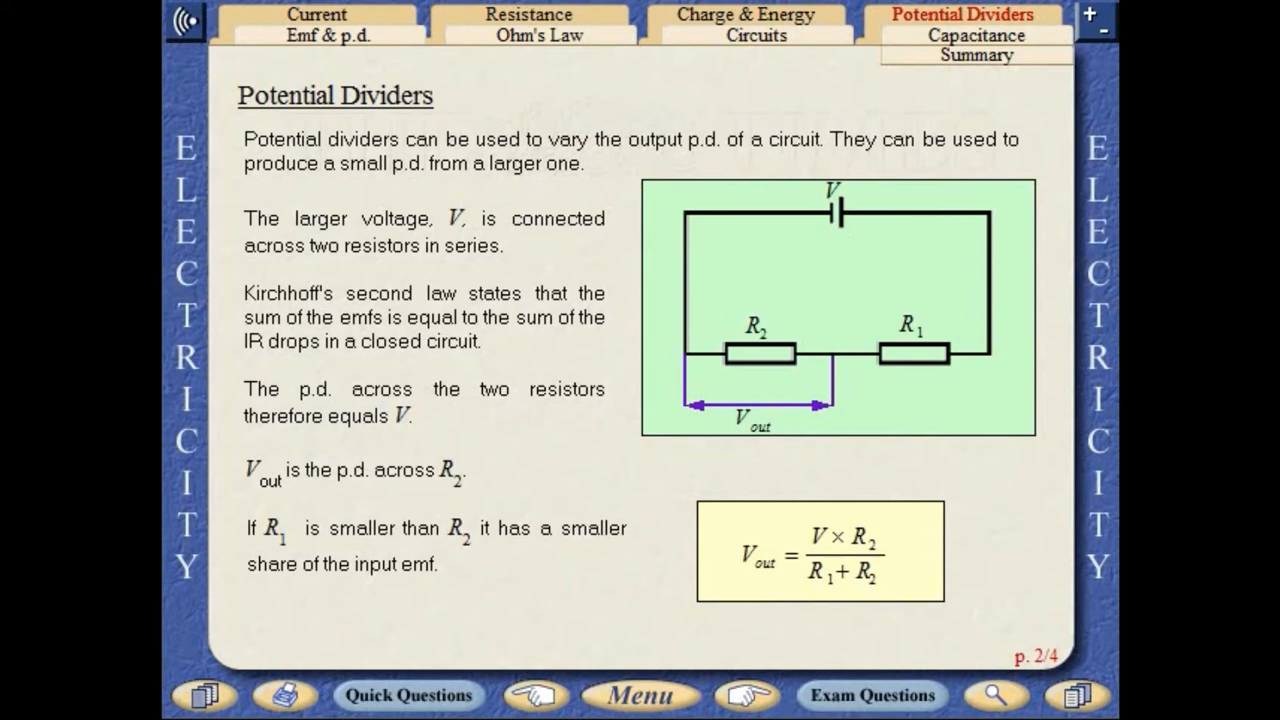 Current
Resistance
Charge & Energy
Potential Dividers
+
-
Emf & p.d.
Ohm's Law
Circuits
Capacitance
Summary
Potential Dividers
Potential dividers can be used to vary the output p.d. of a circuit. They can be used to
produce a small p.d. from a larger one.
The larger voltage, V, is connected
across two resistors in series.
Kirchhoff's second law states that the
sum of the emfs is equal to the sum of the
IR drops in a closed circuit.
The p.d. across the two resistors
therefore equals V.
V out is the p.d. across R2.
If R1 is smaller than R2 it has a smaller
share of the input emf.
V
R2
R1
V out
V out = V × R2
R1 + R2
ELECTRICITY
ELECTRICITY
p. 2/4
Quick Questions
Menu
Exam Questions